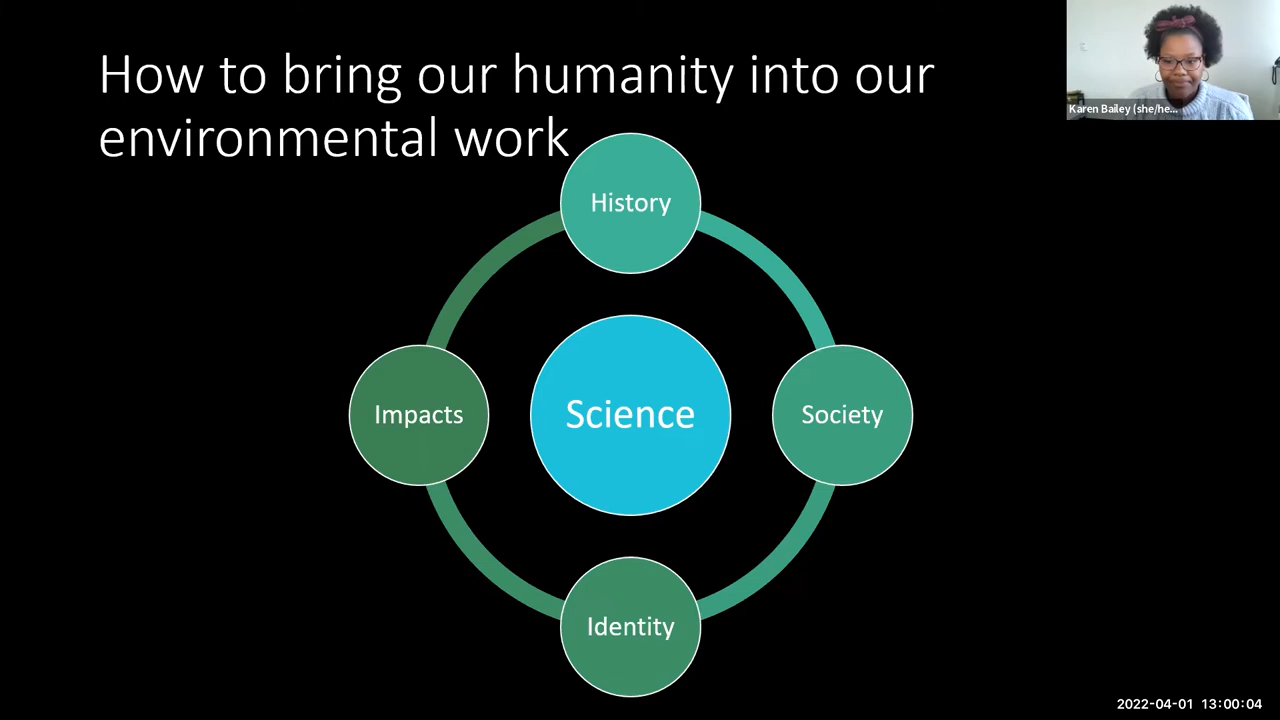 How to bring our humanity into our
environmental work
Karen Bailey (she/he...
History
Impacts
Science
Society
Identity
2022-04-01 13:00:04